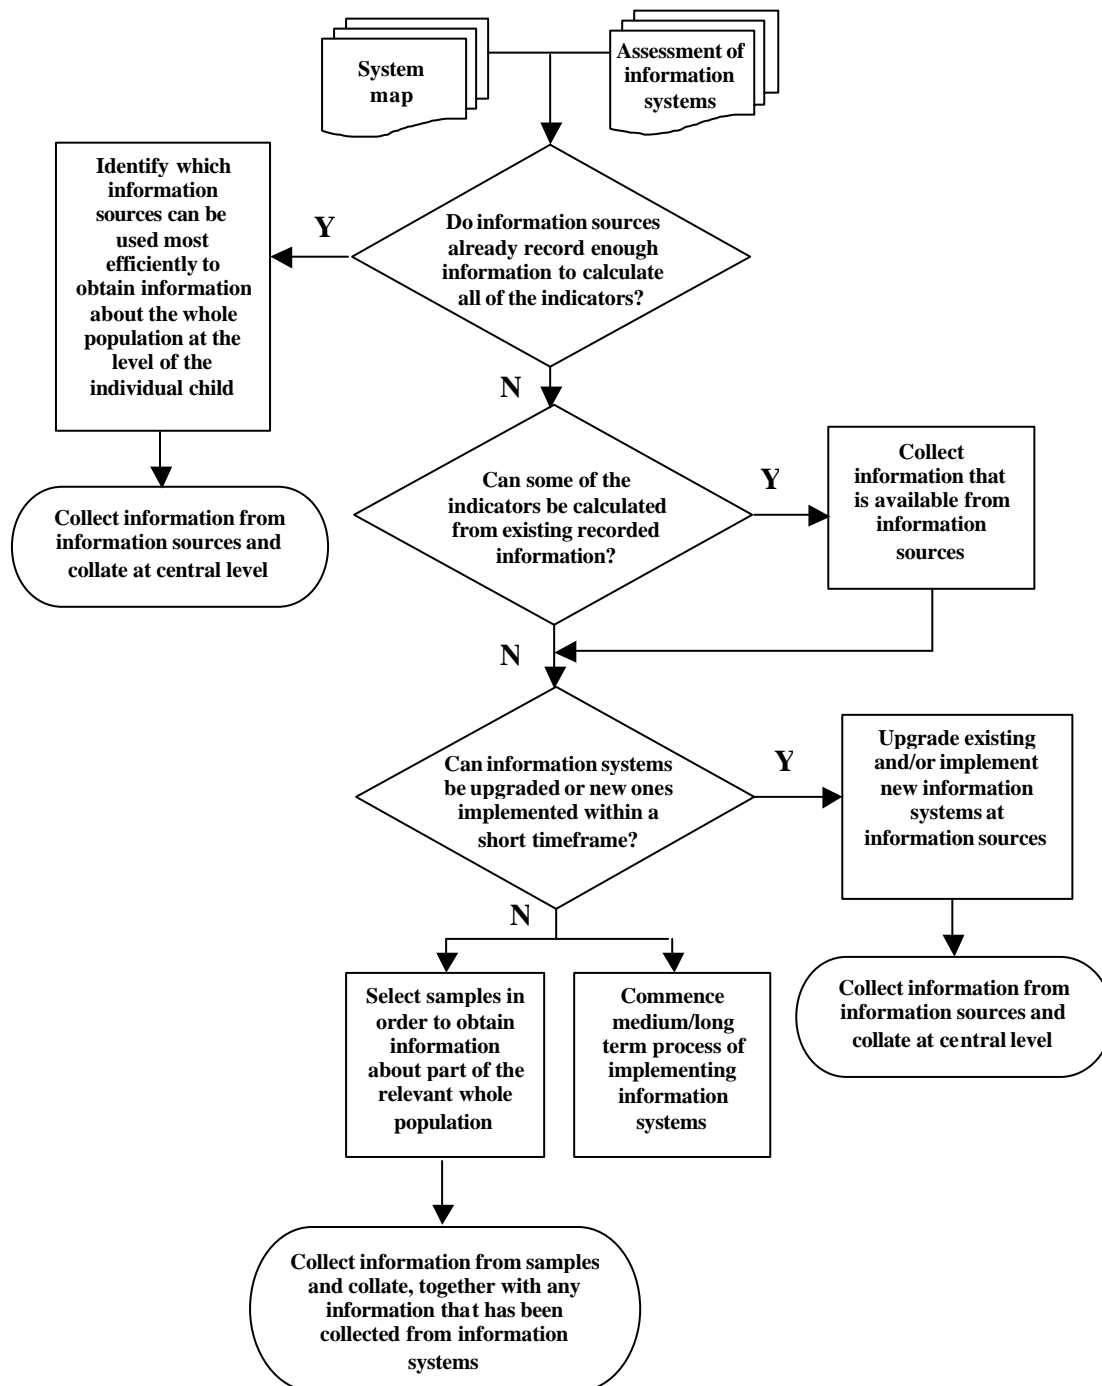 System
map
Assessment of
information
systems
Identify which
information
sources can be
used most
efficiently to
obtain information
about the whole
population at the
level of the
individual child
Y
Do information sources
already record enough
information to calculate
all of the indicators?
N
Collect information from
information sources and
collate at central level
Can some of the
indicators be calculated
from existing recorded
information?
Y
Collect
information that
is available from
information
sources
N
Can information systems
be upgraded or new ones
implemented within a
short timeframe?
Y
Upgrade existing
and/or implement
new information
systems at
information sources
N
Select samples in
order to obtain
information
about part of the
relevant whole
population
Commence
medium/long
term process of
implementing
information
systems
Collect information from
information sources and
collate at central level
Collect information from samples
and collate, together with any
information that has been
collected from information
systems